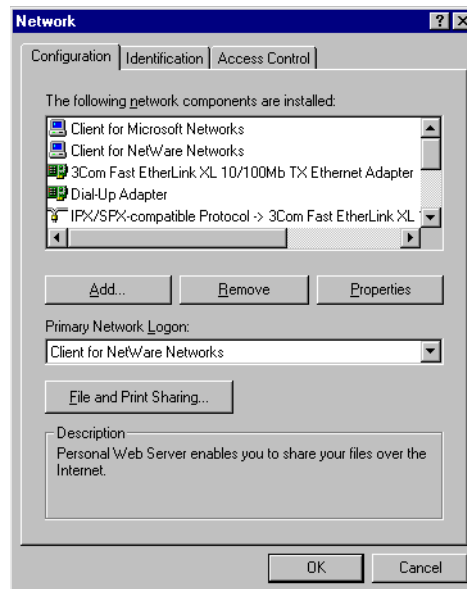 Network
Configuration Identification Access Control
The following network components are installed:
Client for Microsoft Networks
Client for NetWare Networks
3Com Fast EtherLink XL 10/100Mb TX Ethernet Adapter
Dial-Up Adapter
IPX/SPX-compatible Protocol -> 3Com Fast EtherLink XL
Add... Remove Properties
Primary Network Logon:
Client for NetWare Networks
File and Print Sharing...
Description
Personal Web Server enables you to share your files over the
Internet.
OK Cancel